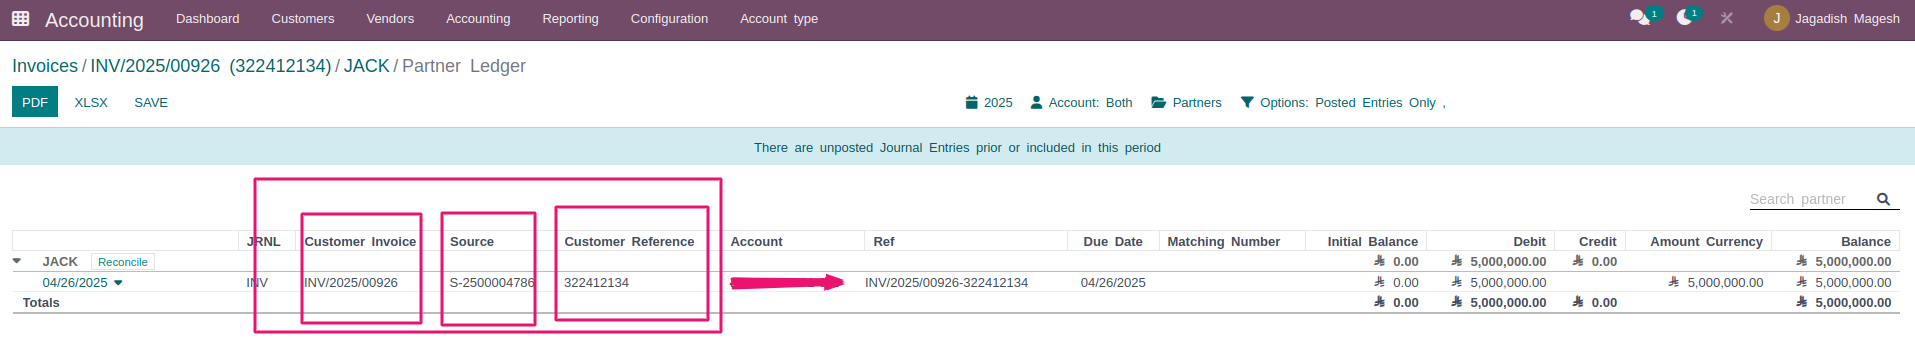 Accounting Dashboard Customers Vendors Accounting Reporting Configuration Account type 1 1 J Jagadish Magesh
Invoices / INV/2025/00926 (322412134) / JACK / Partner Ledger
PDF XLSX SAVE 2025 Account: Both Partners Options: Posted Entries Only ,
There are unposted Journal Entries prior or included in this period
Search partner
JRNL Customer Invoice Source Customer Reference Account Ref Due Date Matching Number Initial Balance Debit Credit Amount Currency Balance
JACK Reconcile 0.00 5,000,000.00 0.00 5,000,000.00
04/26/2025 INV INV/2025/00926 S-2500004786 322412134 INV/2025/00926-322412134 04/26/2025 0.00 5,000,000.00 5,000,000.00 5,000,000.00
Totals 0.00 5,000,000.00 0.00 5,000,000.00